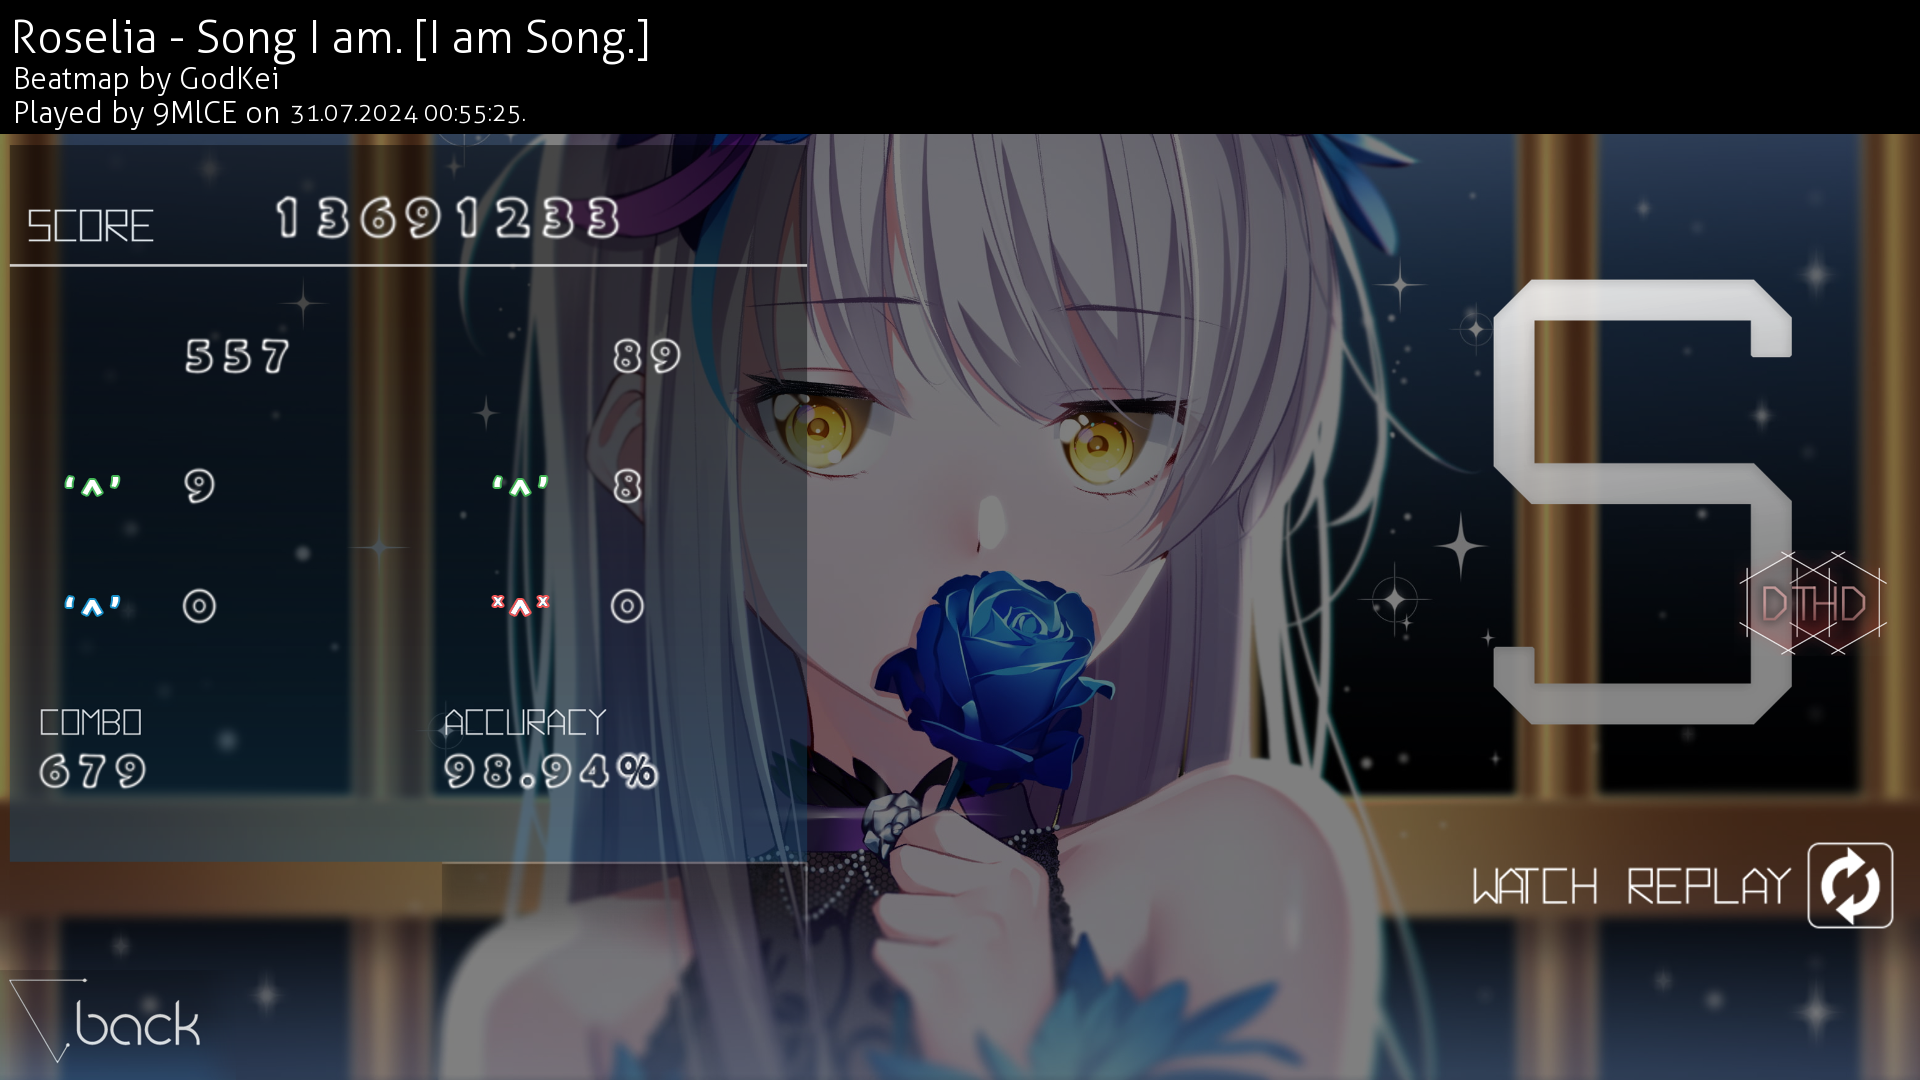 Roselia - Song I am. [I am Song.]
Beatmap by GodKei
Played by 9MlCE on 31.07.2024 00:55:25.
SCORE 13691233
557 89
'^' 9 '^' 8
'^' 0 x^x 0
COMBO ACCURACY
679 98.94%
S
DTHD
WATCH REPLAY
back